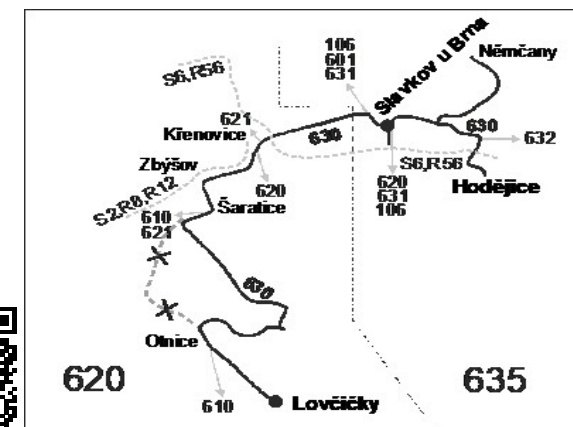 106
601
631
Slavkov u Brna
Němčany
S6,R56
621
Křenovice
630
630
632
S6,R56
Zbýšov
620
620
631
106
Hodějice
S2,R8,R12
610
621
Šaratice
630
Otnice
620
635
610
Lovčičky